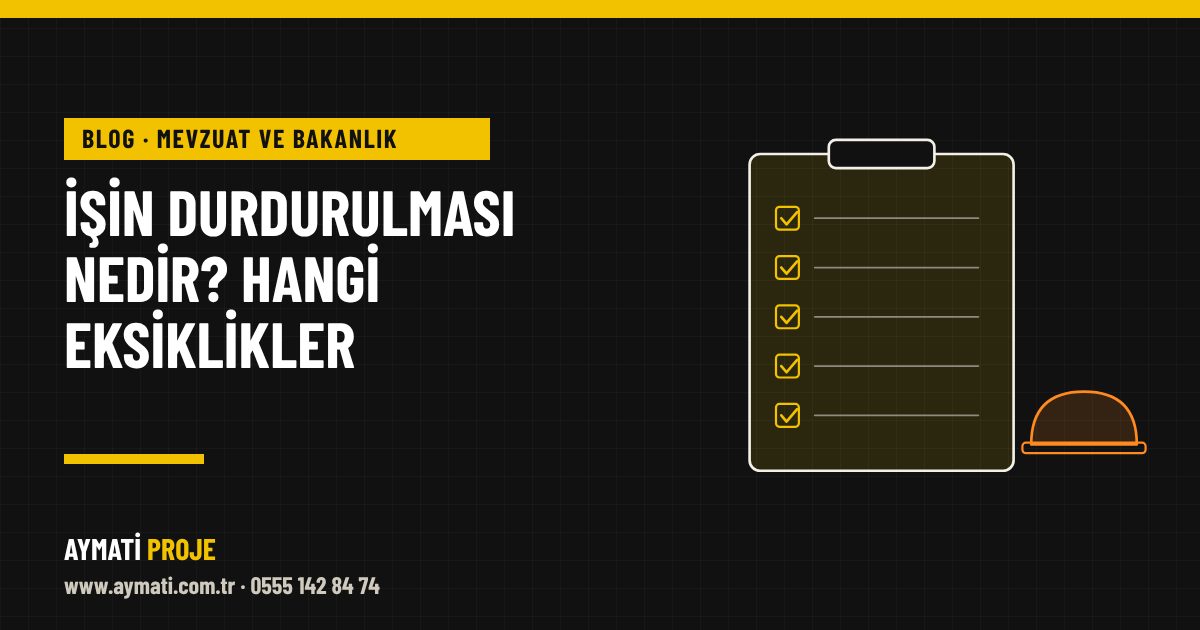 BLOG · MEVZUAT VE BAKANLIK
İŞİN DURDURULMASI
NEDİR? HANGİ
EKSİKLİKLER
AYMATİ PROJE
www.aymati.com.tr · 0555 142 84 74